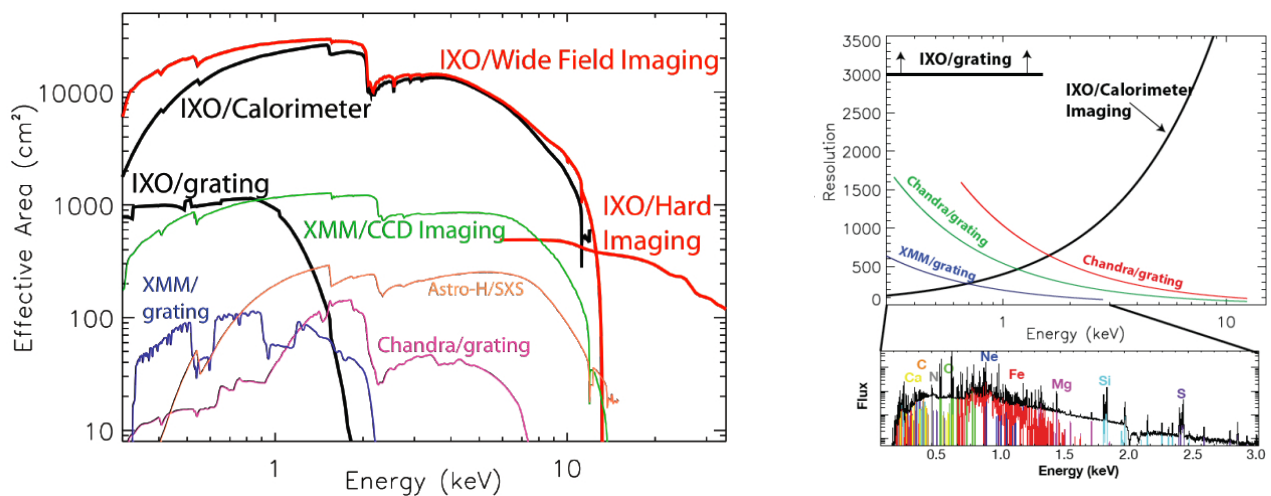 Effective Area (cm²)
10000
1000
100
10
IXO/Wide Field Imaging
IXO/Calorimeter
IXO/grating
XMM/CCD Imaging
IXO/Hard
Imaging
XMM/
grating
Astro-H/SXS
Chandra/grating
1
10
Energy (keV)
Resolution
3500
3000
2500
2000
1500
1000
500
0
IXO/grating
IXO/Calorimeter
Imaging
Chandra/grating
XMM/grating
Chandra/grating
1
10
Energy (keV)
Flux
Ca
C
N
O
Ne
Fe
Mg
Si
S
0.5
1.0
1.5
2.0
2.5
3.0
Energy (keV)